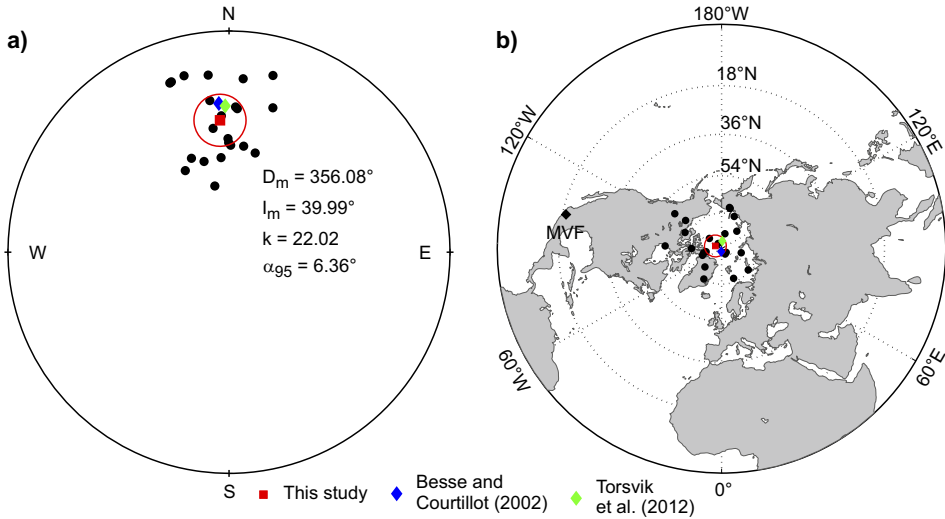 a)
N
W
E
S
Dm = 356.08°
Im = 39.99°
k = 22.02
α95 = 6.36°
b)
180°W
120°W
120°E
18°N
36°N
54°N
MVF
60°W
60°E
0°
This study
Besse and
Courtillot (2002)
Torsvik
et al. (2012)